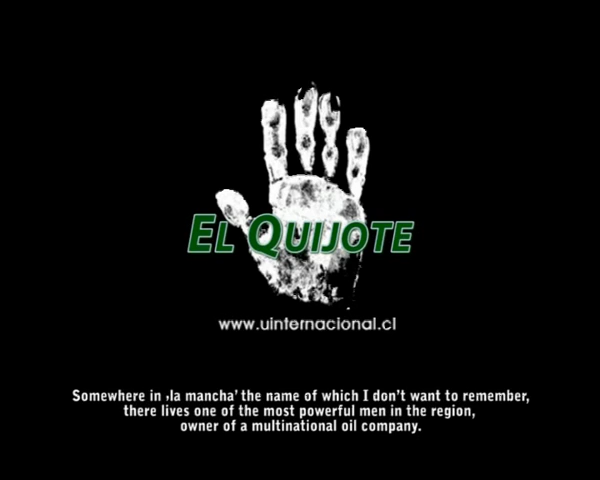 EL QUIJOTE
www.uinternacional.cl
Somewhere in ‚la mancha’ the name of which I don’t want to remember,
there lives one of the most powerful men in the region,
owner of a multinational oil company.